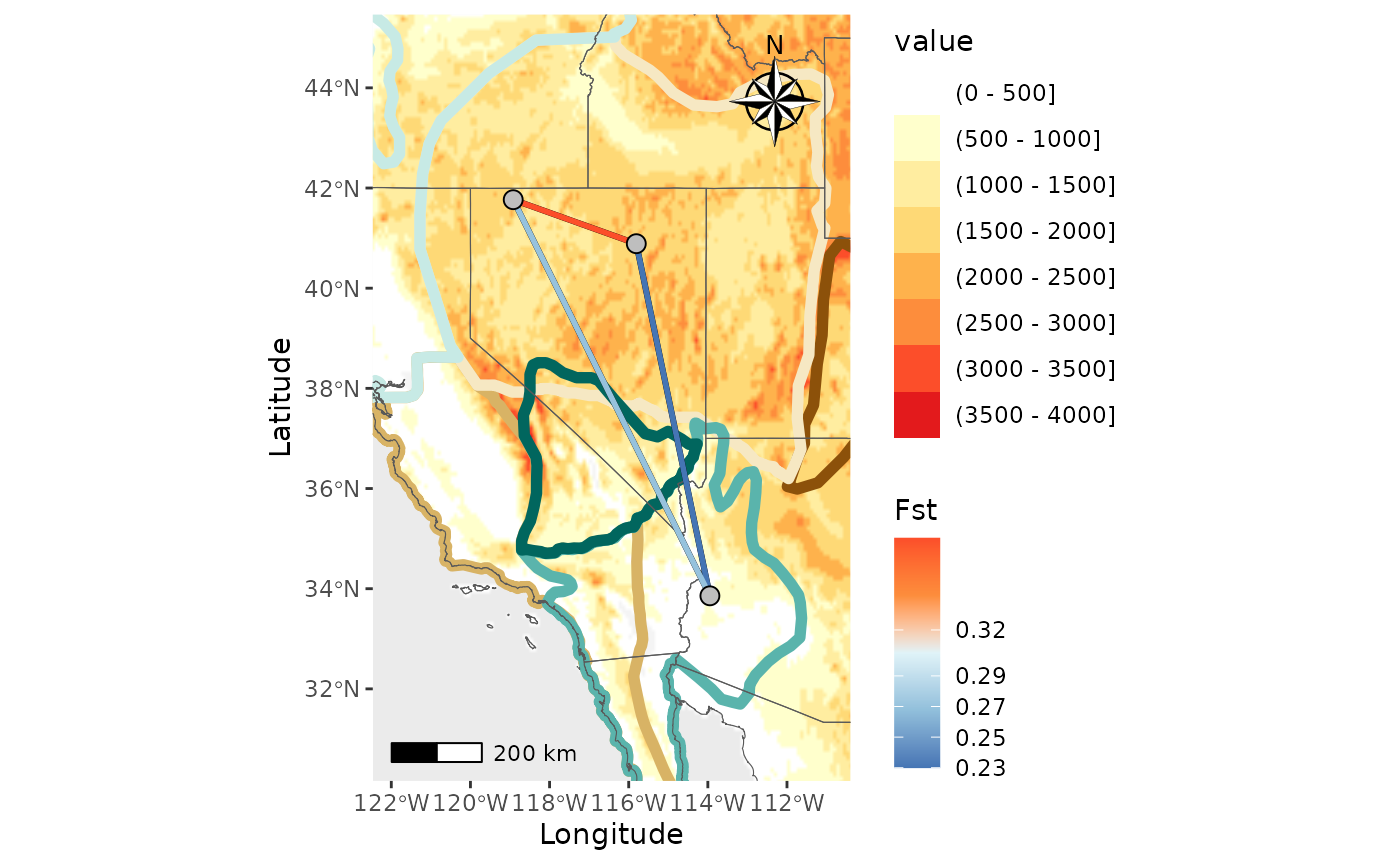 value
(0 - 500]
(500 - 1000]
(1000 - 1500]
(1500 - 2000]
(2000 - 2500]
(2500 - 3000]
(3000 - 3500]
(3500 - 4000]
Fst
0.32
0.29
0.27
0.25
0.23
N
44°N
42°N
40°N
38°N
36°N
34°N
32°N
Latitude
200 km
122°W 120°W 118°W 116°W 114°W 112°W
Longitude